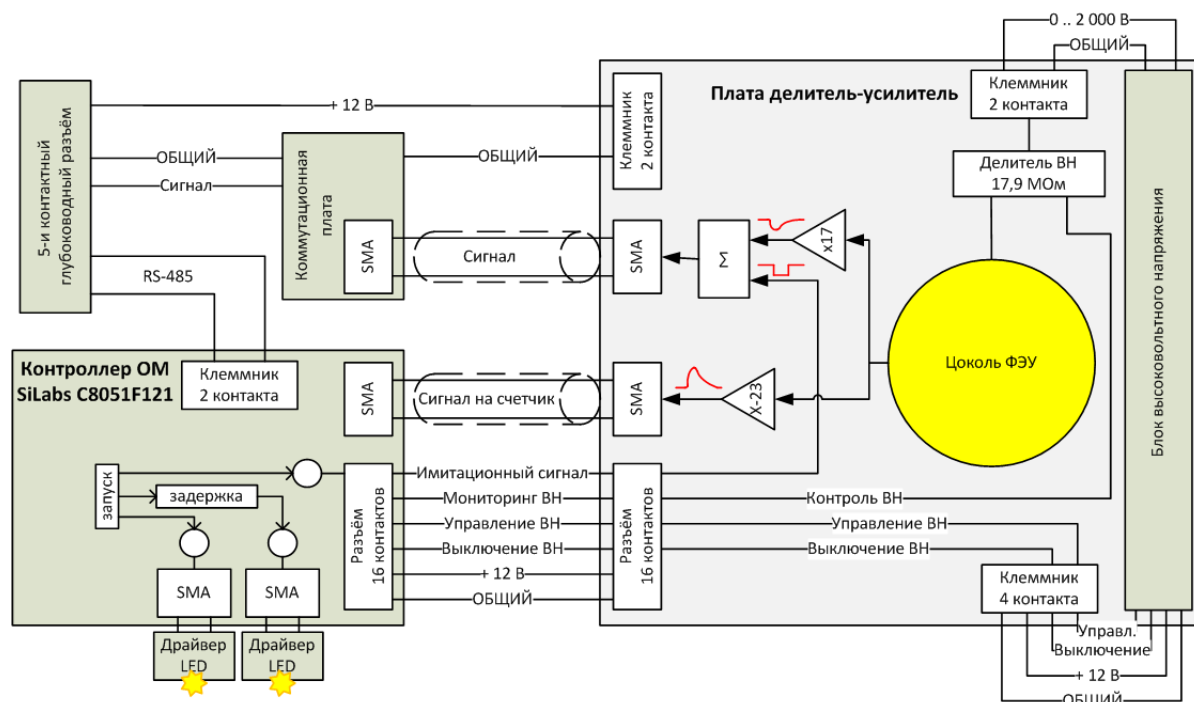 0 .. 2 000 В
ОБЩИЙ
5-и контактный
глубоководный разъём
+ 12 В
ОБЩИЙ
Сигнал
RS-485
Коммутационная
плата
SMA
ОБЩИЙ
Сигнал
Клеммник
2 контакта
Плата делитель-усилитель
Клеммник
2 контакта
Делитель ВН
17,9 МОм
SMA
Σ
x17
Цоколь ФЭУ
Блок высоковольтного напряжения
Контроллер ОМ
SiLabs C8051F121
Клеммник
2 контакта
SMA
Сигнал на счетчик
SMA
X-23
запуск
задержка
SMA
SMA
Драйвер
LED
Драйвер
LED
Разъём
16 контактов
Имитационный сигнал
Мониторинг ВН
Управление ВН
Выключение ВН
+ 12 В
ОБЩИЙ
Разъём
16 контактов
Контроль ВН
Управление ВН
Выключение ВН
Клеммник
4 контакта
Управл.
Выключение
+ 12 В
ОБЩИЙ